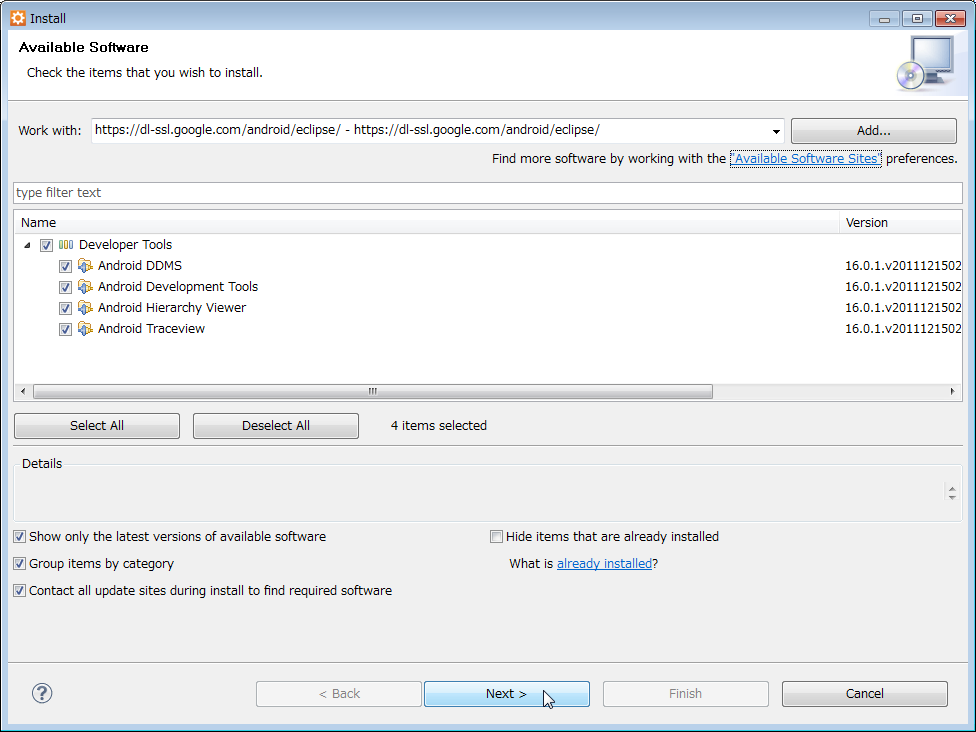 Install
Available Software
Check the items that you wish to install.
Work with: https://dl-ssl.google.com/android/eclipse/ - https://dl-ssl.google.com/android/eclipse/ Add...
Find more software by working with the "Available Software Sites" preferences.
type filter text
Name Version
Developer Tools
Android DDMS 16.0.1.v2011121502
Android Development Tools 16.0.1.v2011121502
Android Hierarchy Viewer 16.0.1.v2011121502
Android Traceview 16.0.1.v2011121502
Select All Deselect All 4 items selected
Details
Show only the latest versions of available software Hide items that are already installed
Group items by category What is already installed?
Contact all update sites during install to find required software
? < Back Next > Finish Cancel